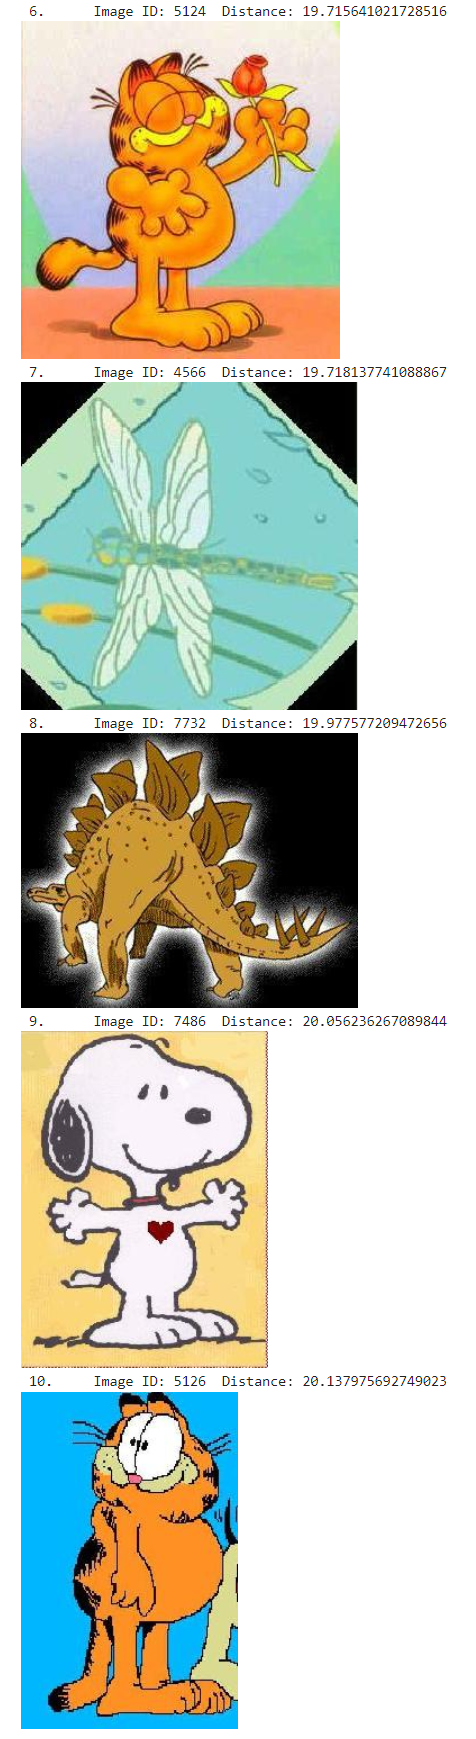 6. Image ID: 5124 Distance: 19.715641021728516
7. Image ID: 4566 Distance: 19.718137741088867
8. Image ID: 7732 Distance: 19.977577209472656
9. Image ID: 7486 Distance: 20.056236267089844
10. Image ID: 5126 Distance: 20.137975692749023